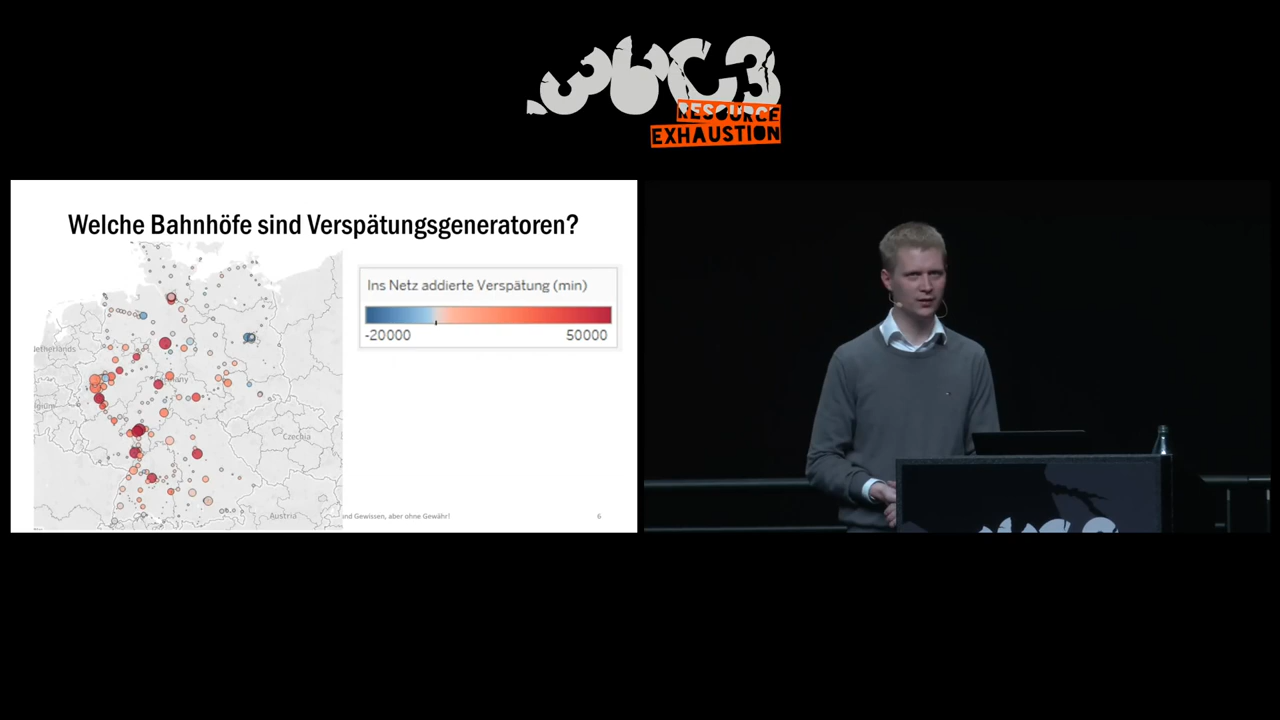 36C3
RESOURCE
EXHAUSTION
Welche Bahnhöfe sind Verspätungsgeneratoren?
Ins Netz addierte Verspätung (min)
-20000 50000
Netherlands
Germany
Czechia
Austria
und Gewissen, aber ohne Gewähr!
6